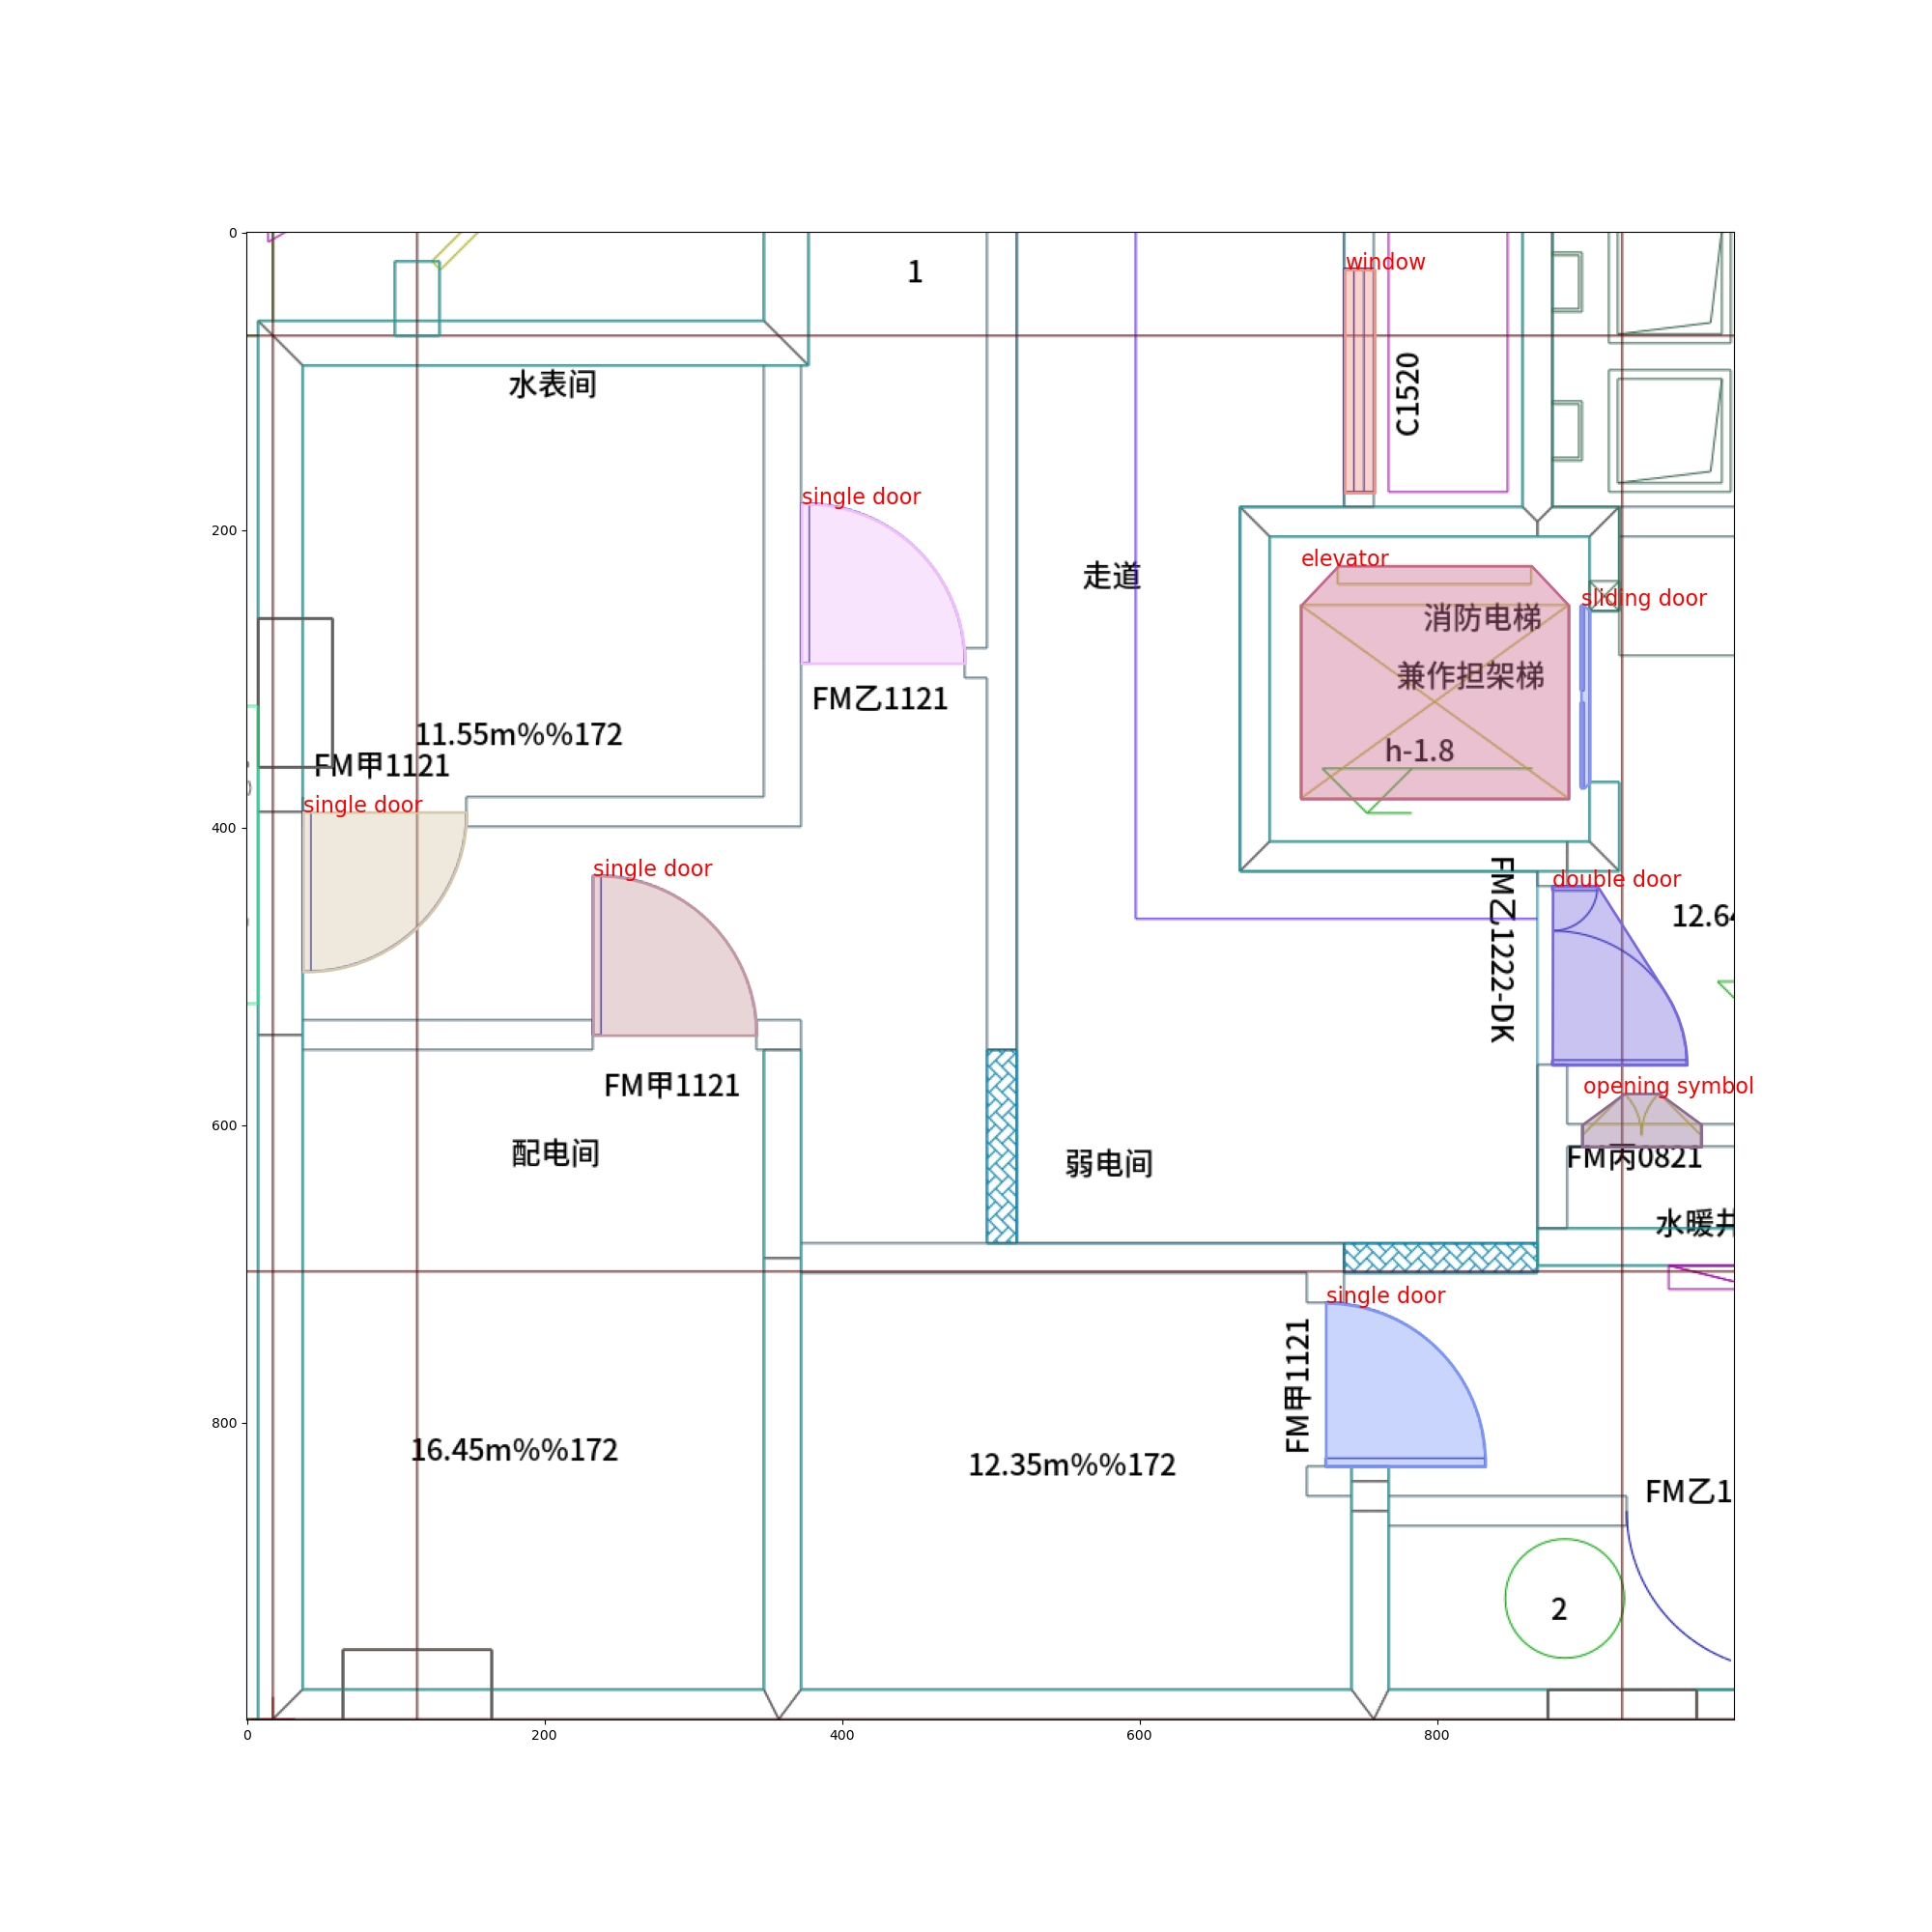 0
200
400
600
800
0
200
400
600
800
1
window
水表间
C1520
single door
走道
elevator
消防电梯
sliding door
兼作担架梯
h-1.8
FM乙1121
11.55m%%172
FM甲1121
single door
single door
double door
FM乙1222-DK
12.64
FM甲1121
opening symbol
配电间
弱电间
FM丙0821
水暖井
single door
FM甲1121
16.45m%%172
12.35m%%172
FM乙1
2